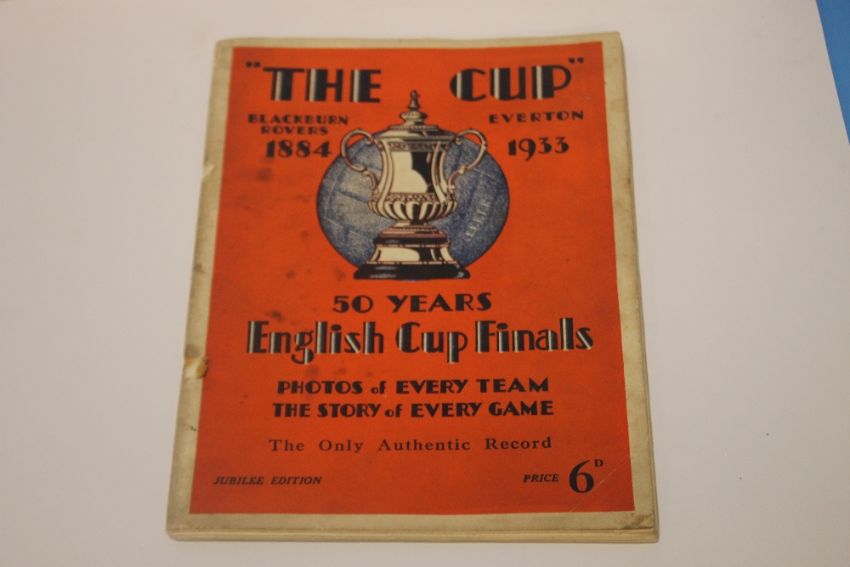 "THE CUP"
BLACKBURN ROVERS
1884
EVERTON
1933
50 YEARS
English Cup Finals
PHOTOS of EVERY TEAM
THE STORY of EVERY GAME
The Only Authentic Record
JUBILEE EDITION
PRICE 6D